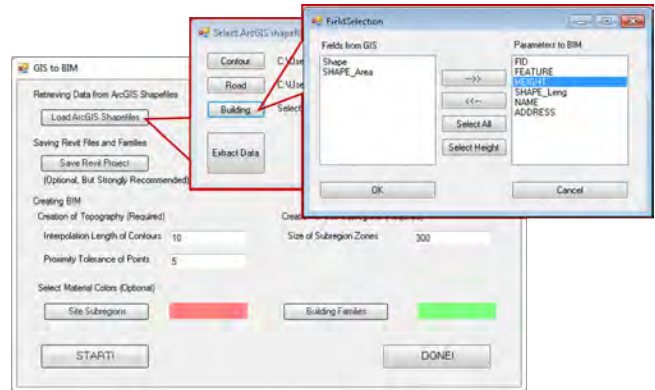 FieldSelection
Fields from GIS
Parameters to BIM
Shape
SHAPE_Area
-->>
<<--
Select All
Select Height
FID
FEATURE
HEIGHT
SHAPE_Leng
NAME
ADDRESS
OK
Cancel
Select ArcGIS shapefil
Contour
C:\Use
Road
C:\Use
Building
Select
Extract Data
GIS to BIM
Retrieving Data from ArcGIS Shapefiles
Load ArcGIS Shapefiles
Saving Revit Files and Families
Save Revit Project
(Optional, But Strongly Recommended)
Creating BIM
Creation of Topography (Required)
Interpolation Length of Contours 10
Size of Subregion Zones 300
Proximity Tolerance of Points 5
Select Material Colors (Optional)
Site Subregions
Building Families
START!
DONE!